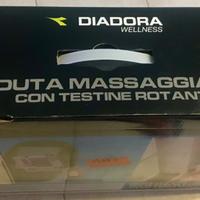 DIADORA
WELLNESS
DUTA MASSAGGIA
CON TESTINE ROTANT